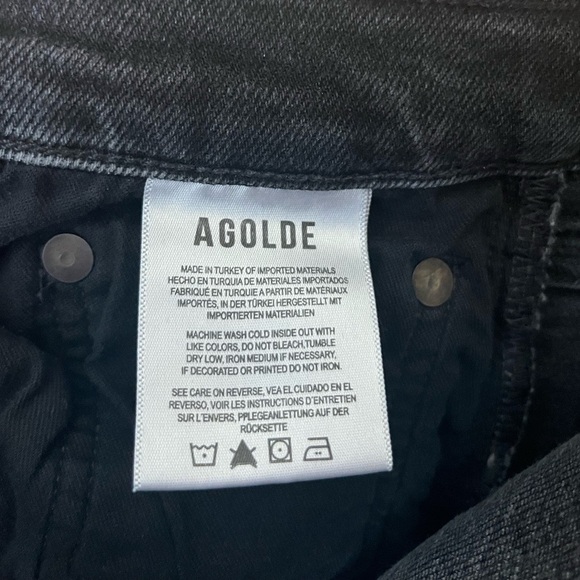 AGOLDE
MADE IN TURKEY OF IMPORTED MATERIALS
HECHO EN TURQUIA DE MATERIALES IMPORTADOS
FABRIQUÉ EN TURQUIE A PARTIR DE MATÉRIAUX
IMPORTÉS, IN DER TÜRKEI HERGESTELLT MIT
IMPORTIERTEN MATERIALIEN
MACHINE WASH COLD INSIDE OUT WITH
LIKE COLORS, DO NOT BLEACH,TUMBLE
DRY LOW, IRON MEDIUM IF NECESSARY,
IF DECORATED OR PRINTED DO NOT IRON.
SEE CARE ON REVERSE, VEA EL CUIDADO EN EL
REVERSO, VOIR LES INSTRUCTIONS D'ENTRETIEN
SUR L'ENVERS, PPLEGEANLEITUNG AUF DER
RÜCKSETTE